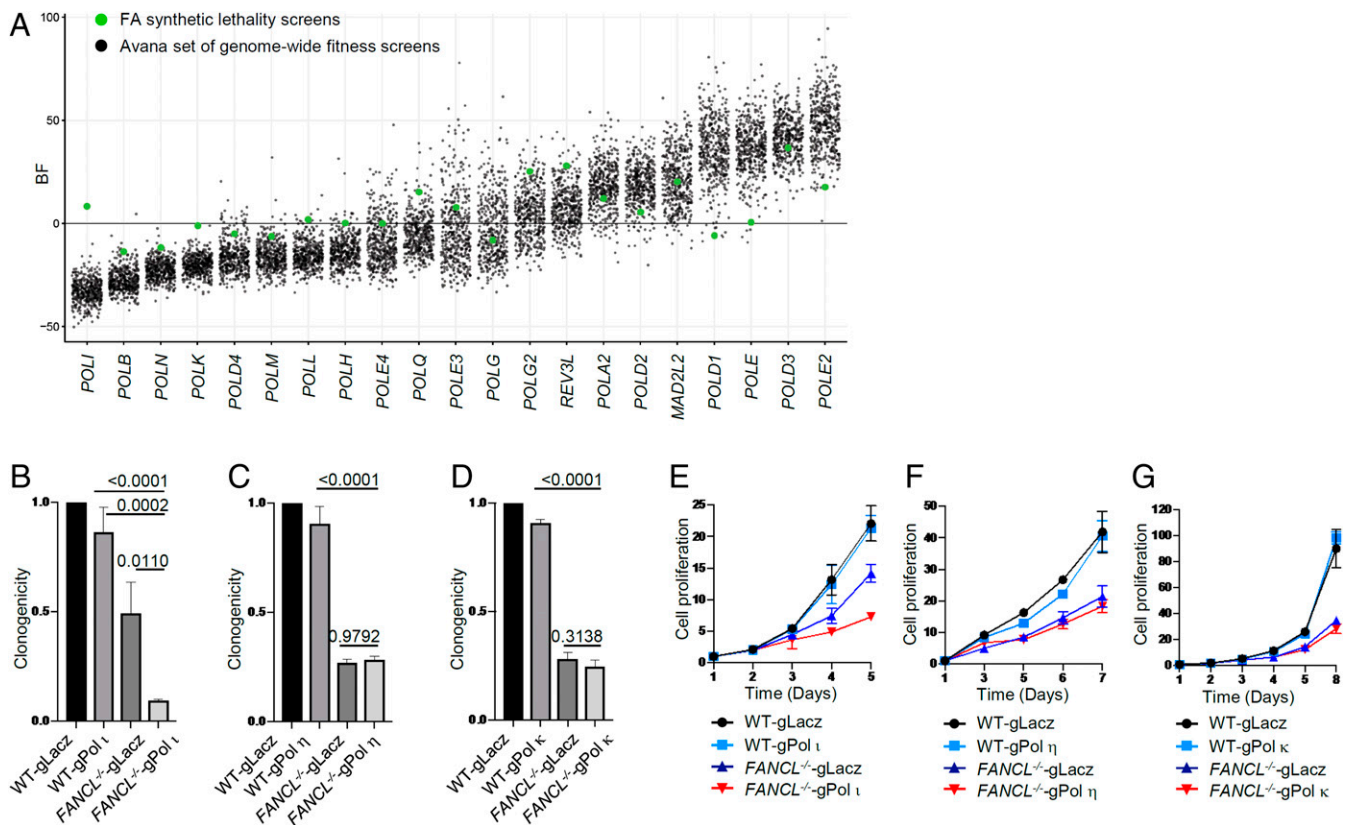 A
FA synthetic lethality screens
Avana set of genome-wide fitness screens
BF
100
50
0
−50
POLI
POLB
POLN
POLK
POLD4
POLM
POLL
POLH
POLE4
POLQ
POLE3
POLG
POLG2
REV3L
POLA2
POLD2
MAD2L2
POLD1
POLE
POLD3
POLE2
B
<0.0001
0.0002
0.0110
Clonogenicity
1.0
0.5
0.0
WT-gLacz
WT-gPol ι
FANCL-/--gLacz
FANCL-/--gPol ι
C
<0.0001
0.9792
Clonogenicity
1.0
0.5
0.0
WT-gLacz
WT-gPol η
FANCL-/--gLacz
FANCL-/--gPol η
D
<0.0001
0.3138
Clonogenicity
1.0
0.5
0.0
WT-gLacz
WT-gPol κ
FANCL-/--gLacz
FANCL-/--gPol κ
E
Cell proliferation
25
20
15
10
5
0
1 2 3 4 5
Time (Days)
WT-gLacz
WT-gPol ι
FANCL-/--gLacz
FANCL-/--gPol ι
F
Cell proliferation
50
40
30
20
10
0
1 3 5 6 7
Time (Days)
WT-gLacz
WT-gPol η
FANCL-/--gLacz
FANCL-/--gPol η
G
Cell proliferation
120
100
80
60
40
20
0
1 2 3 4 5 8
Time (Days)
WT-gLacz
WT-gPol κ
FANCL-/--gLacz
FANCL-/--gPol κ